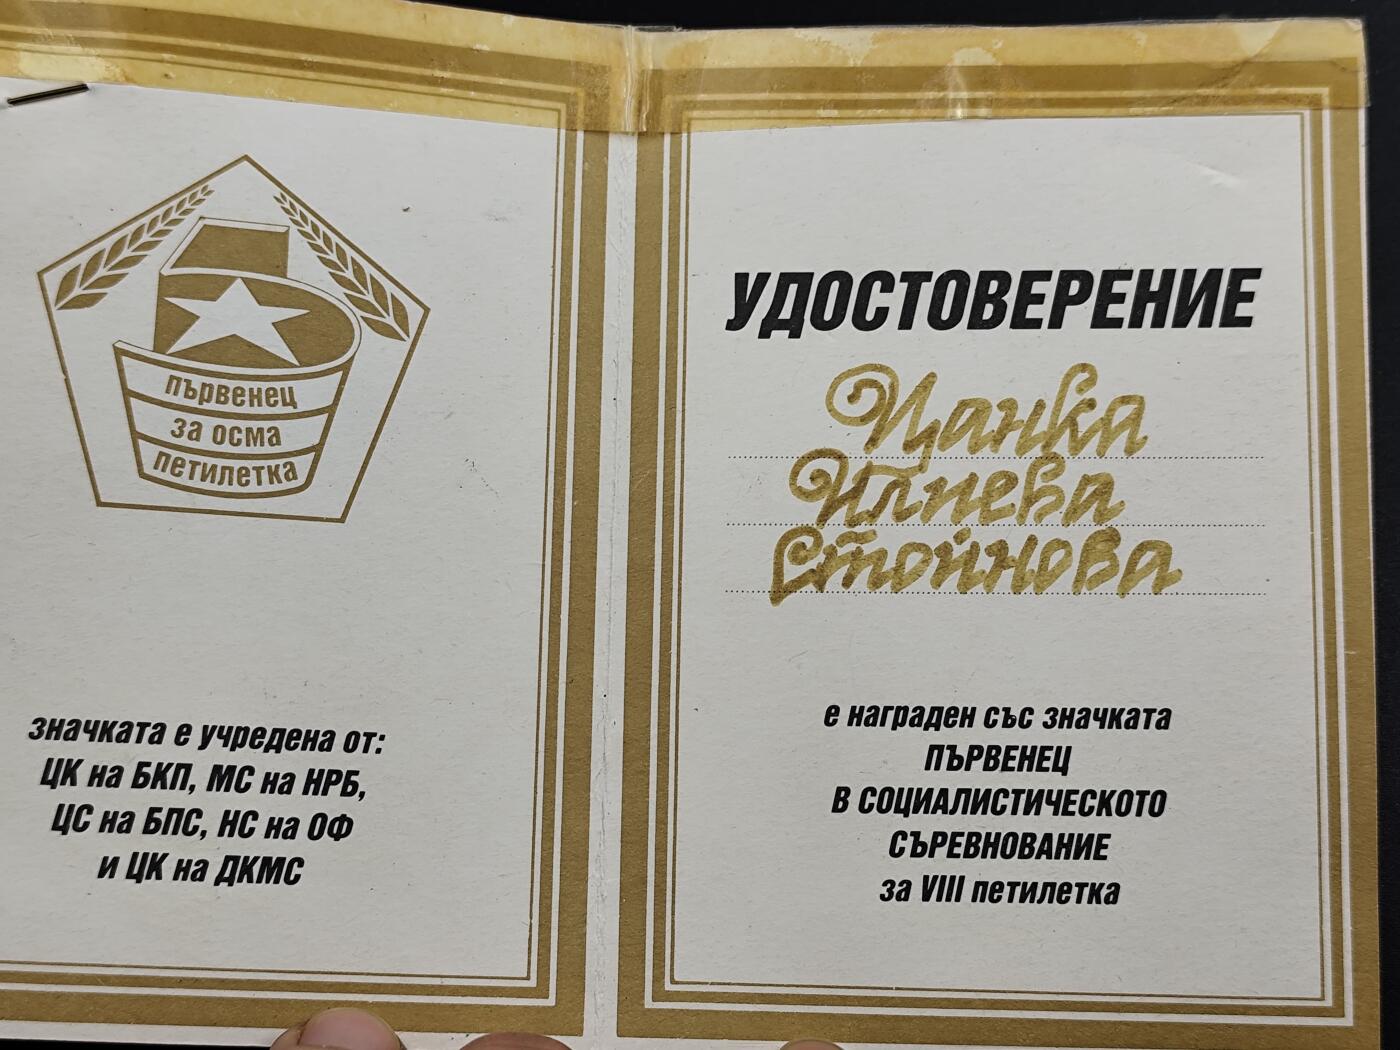 първенец
за осма
петилетка
значката е учредена от:
ЦК на БКП, МС на НРБ,
ЦС на БПС, НС на ОФ
и ЦК на ДКМС
УДОСТОВЕРЕНИЕ
Цанка
Илиева
Стойнова
е награден със значката
ПЪРВЕНЕЦ
В СОЦИАЛИСТИЧЕСКОТО
СЪРЕВНОВАНИЕ
за VIII петилетка